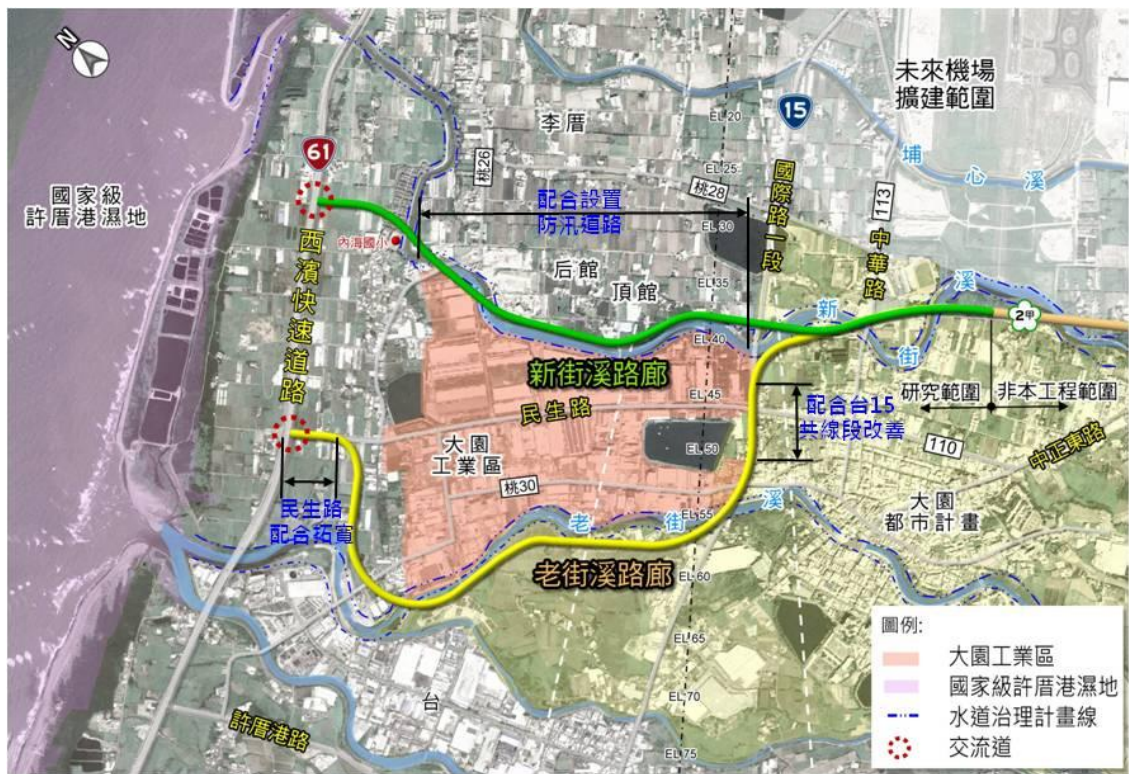 N
未來機場
擴建範圍
15
61
李厝
EL 20
桃26
埔心溪
EL 25
桃28
國家級
許厝港濕地
配合設置
防汛道路
國際路一段
113
中華路
EL 30
內海國小
西濱快速道路
后館
頂館
EL 35
新街溪
2甲
EL 40
新街溪路廊
研究範圍
非本工程範圍
民生路
EL 45
配合台15
共線段改善
大園
工業區
EL 50
110
中正東路
桃30
大園
都市計畫
民生路
配合拓寬
EL 55
老街溪
老街溪路廊
EL 60
EL 65
EL 70
EL 75
台
許厝港路
圖例:
大園工業區
國家級許厝港濕地
水道治理計畫線
交流道